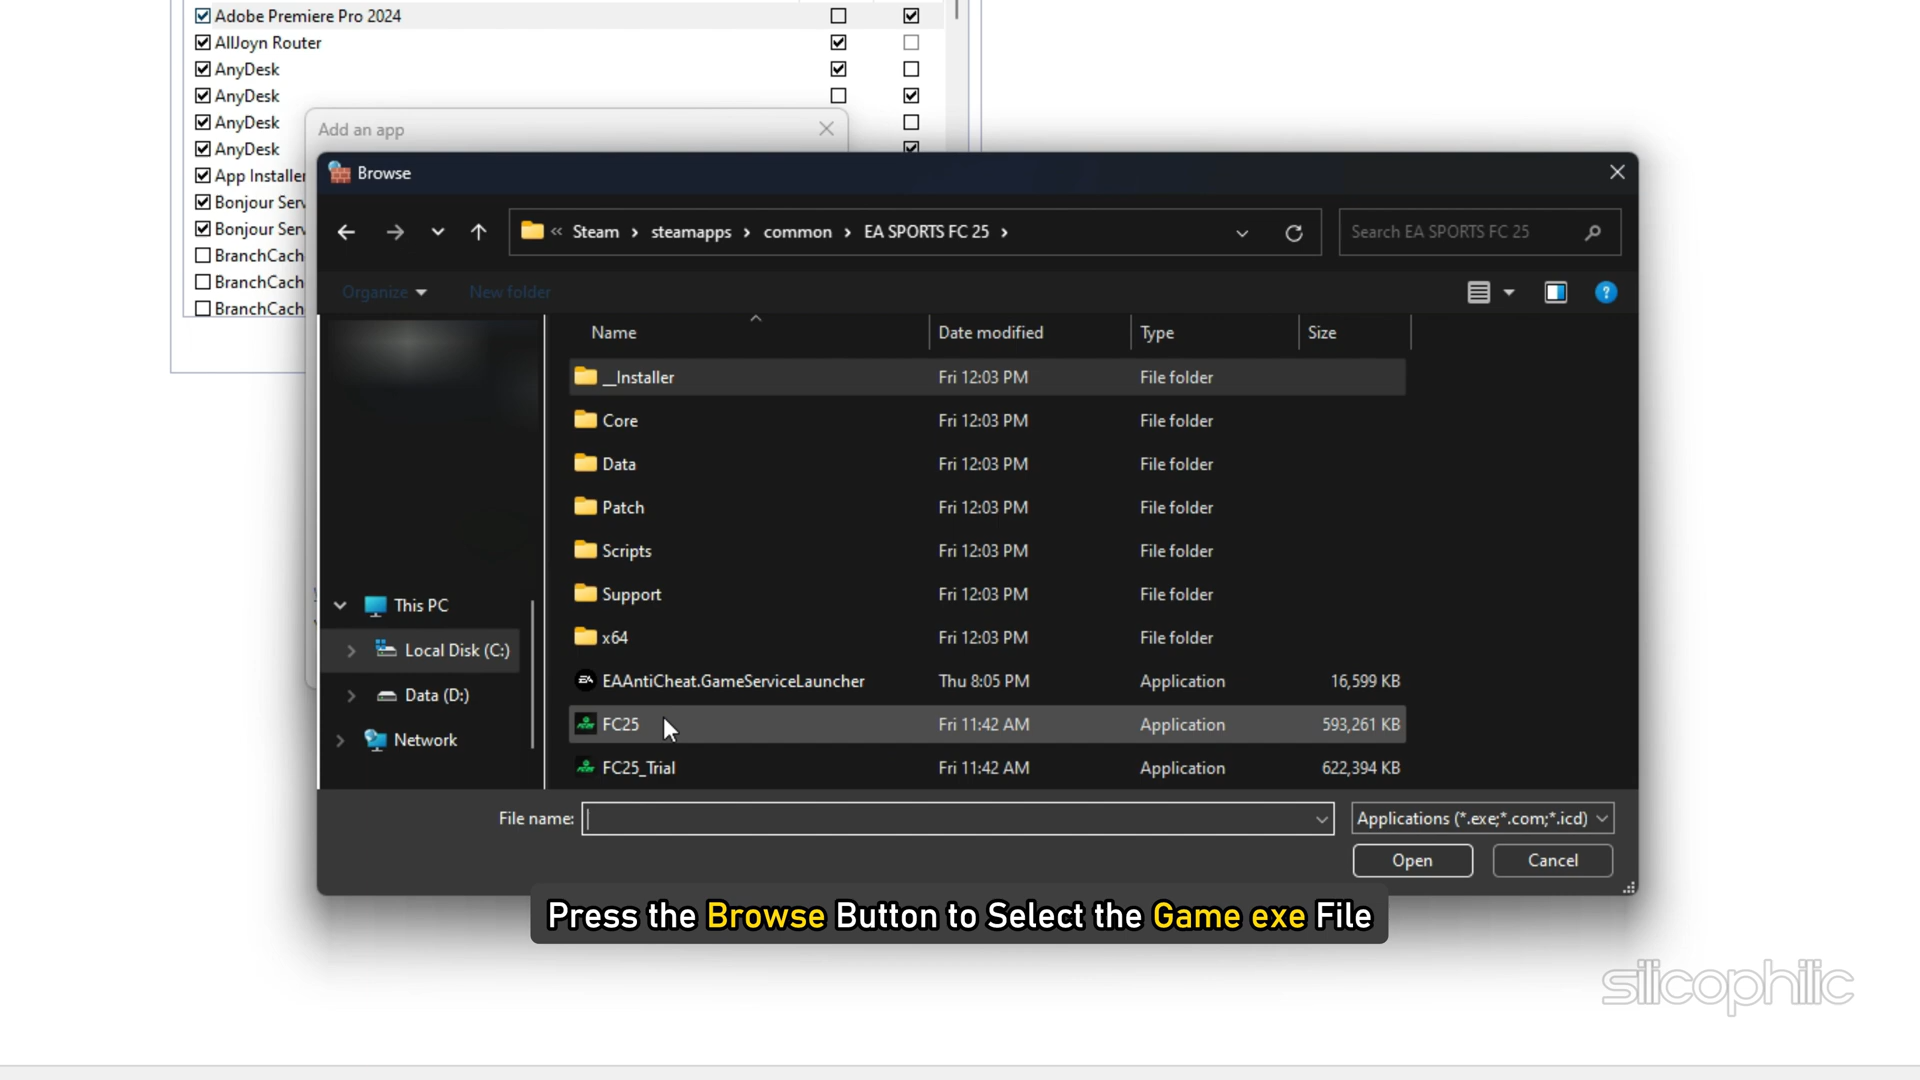 Adobe Premiere Pro 2024
AllJoyn Router
AnyDesk
AnyDesk
AnyDesk
AnyDesk
App Installer
Bonjour Serv
Bonjour Serv
BranchCach
BranchCach
BranchCach
Add an app
Browse
« Steam › steamapps › common › EA SPORTS FC 25 ›
Search EA SPORTS FC 25
Organize
New folder
Name Date modified Type Size
__Installer Fri 12:03 PM File folder
Core Fri 12:03 PM File folder
Data Fri 12:03 PM File folder
Patch Fri 12:03 PM File folder
Scripts Fri 12:03 PM File folder
Support Fri 12:03 PM File folder
x64 Fri 12:03 PM File folder
EAAntiCheat.GameServiceLauncher Thu 8:05 PM Application 16,599 KB
FC25 Fri 11:42 AM Application 593,261 KB
FC25_Trial Fri 11:42 AM Application 622,394 KB
This PC
Local Disk (C:)
Data (D:)
Network
File name:
Applications (*.exe;*.com;*.icd)
Open
Cancel
Press the Browse Button to Select the Game exe File
silicophilic